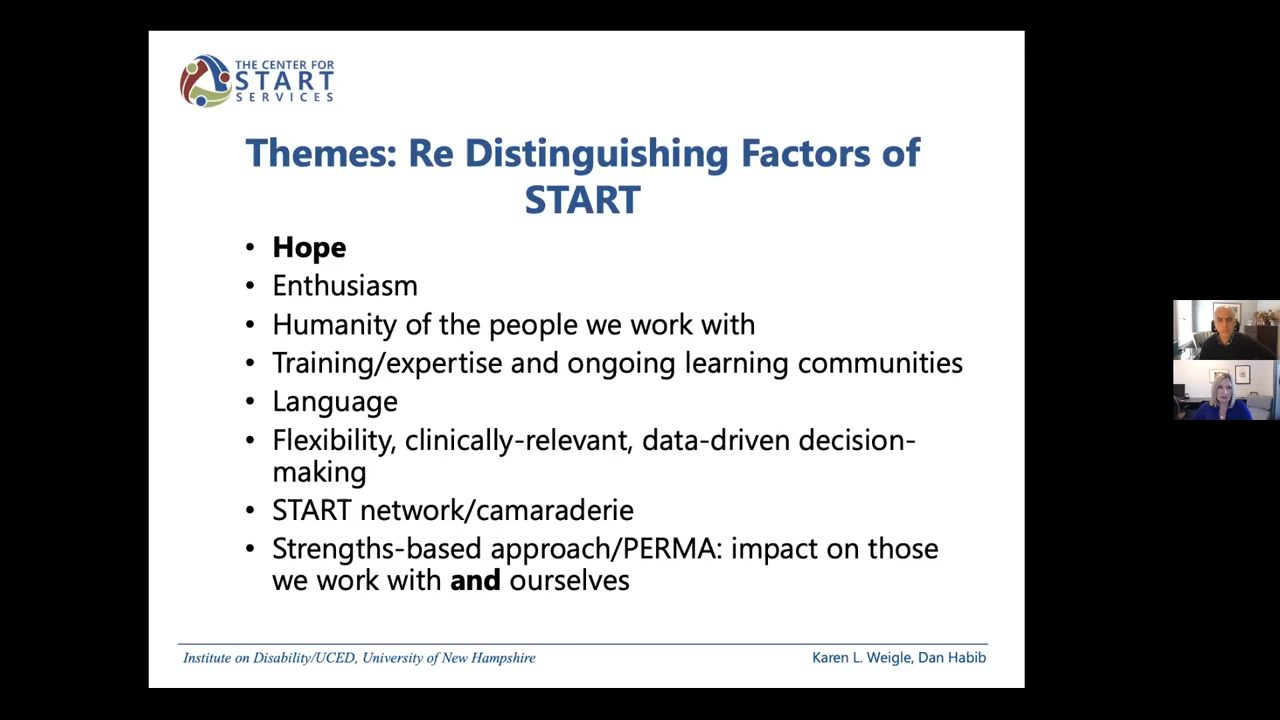 THE CENTER FOR
START
SERVICES
Themes: Re Distinguishing Factors of
START
• Hope
• Enthusiasm
• Humanity of the people we work with
• Training/expertise and ongoing learning communities
• Language
• Flexibility, clinically-relevant, data-driven decision-
making
• START network/camaraderie
• Strengths-based approach/PERMA: impact on those
we work with and ourselves
Institute on Disability/UCED, University of New Hampshire
Karen L. Weigle, Dan Habib